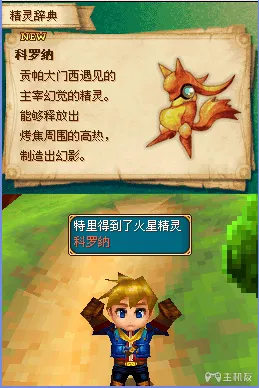 精灵辞典
NEW
科罗纳
贡帕大门西遇见的
主宰幻觉的精灵。
能够释放出
烤焦周围的高热，
制造出幻影。
特里得到了火星精灵
科罗纳
主机友